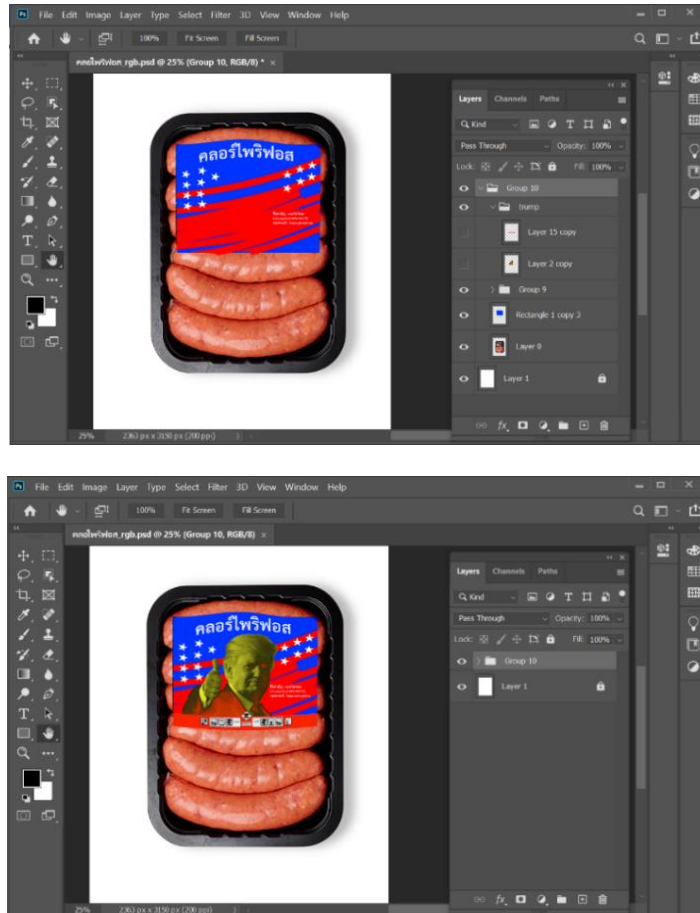 File Edit Image Layer Type Select Filter 3D View Window Help
100% Fit Screen Fill Screen
คลอไพริฟอส_rgb.psd @ 25% (Group 10, RGB/8) * ×
คลอร์ไพริฟอส
Layers Channels Paths
Kind
Pass Through Opacity: 100%
Lock: Fill: 100%
Group 10
trump
Layer 15 copy
Layer 2 copy
Group 9
Rectangle 1 copy 3
Layer 0
Layer 1
25% 2363 px x 3150 px (200 ppi)
File Edit Image Layer Type Select Filter 3D View Window Help
100% Fit Screen Fill Screen
คลอไพริฟอส_rgb.psd @ 25% (Group 10, RGB/8) ×
คลอร์ไพริฟอส
Layers Channels Paths
Kind
Pass Through Opacity: 100%
Lock: Fill: 100%
Group 10
Layer 1
25% 2363 px x 3150 px (200 ppi)